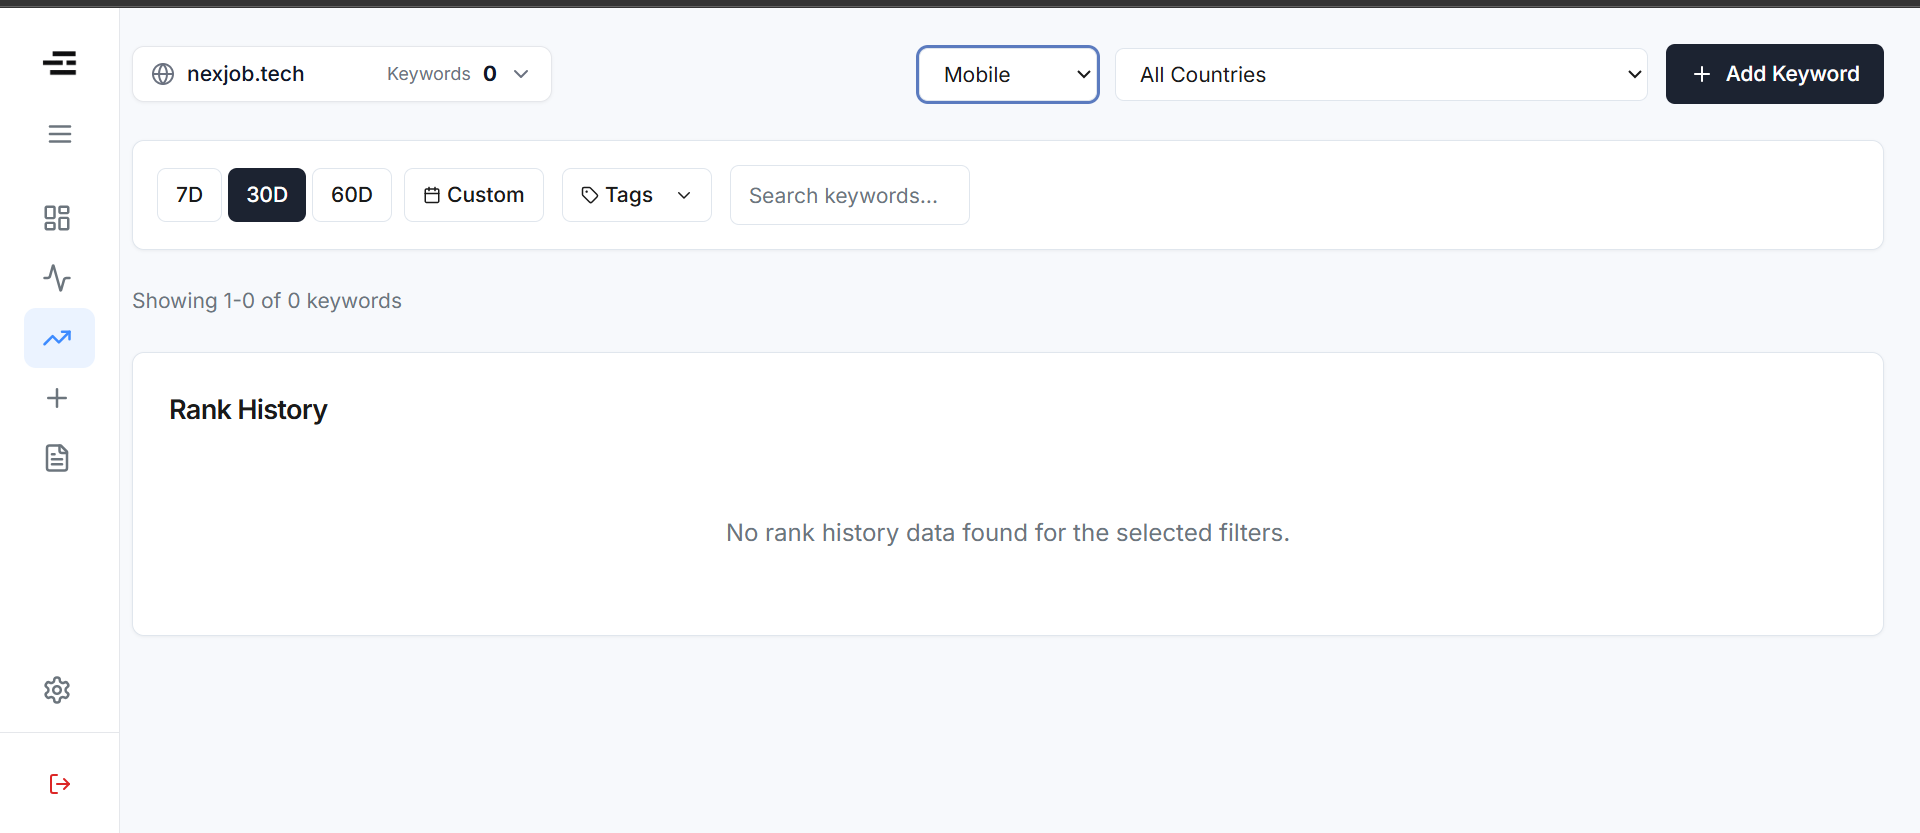 nexjob.tech Keywords 0 Mobile All Countries Add Keyword
7D 30D 60D Custom Tags Search keywords...
Showing 1-0 of 0 keywords
Rank History
No rank history data found for the selected filters.